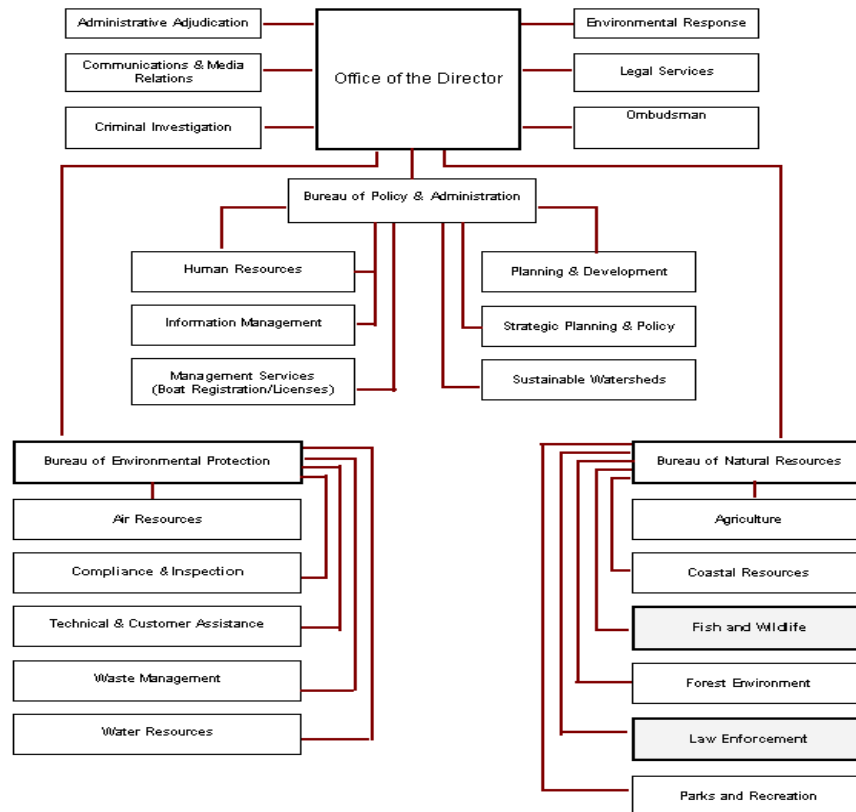 Administrative Adjudication
Environmental Response
Communications & Media
Relations
Office of the Director
Legal Services
Criminal Investigation
Ombudsman
Bureau of Policy & Administration
Human Resources
Planning & Development
Information Management
Strategic Planning & Policy
Management Services
(Boat Registration/Licenses)
Sustainable Watersheds
Bureau of Environmental Protection
Bureau of Natural Resources
Air Resources
Agriculture
Compliance & Inspection
Coastal Resources
Technical & Customer Assistance
Fish and Wildlife
Waste Management
Forest Environment
Water Resources
Law Enforcement
Parks and Recreation